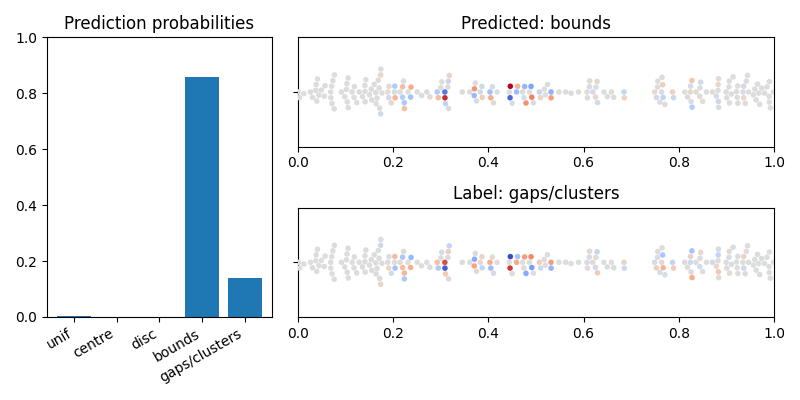 Prediction probabilities
1.0
0.8
0.6
0.4
0.2
0.0
unif
centre
disc
bounds
gaps/clusters
Predicted: bounds
0.0 0.2 0.4 0.6 0.8 1.0
Label: gaps/clusters
0.0 0.2 0.4 0.6 0.8 1.0